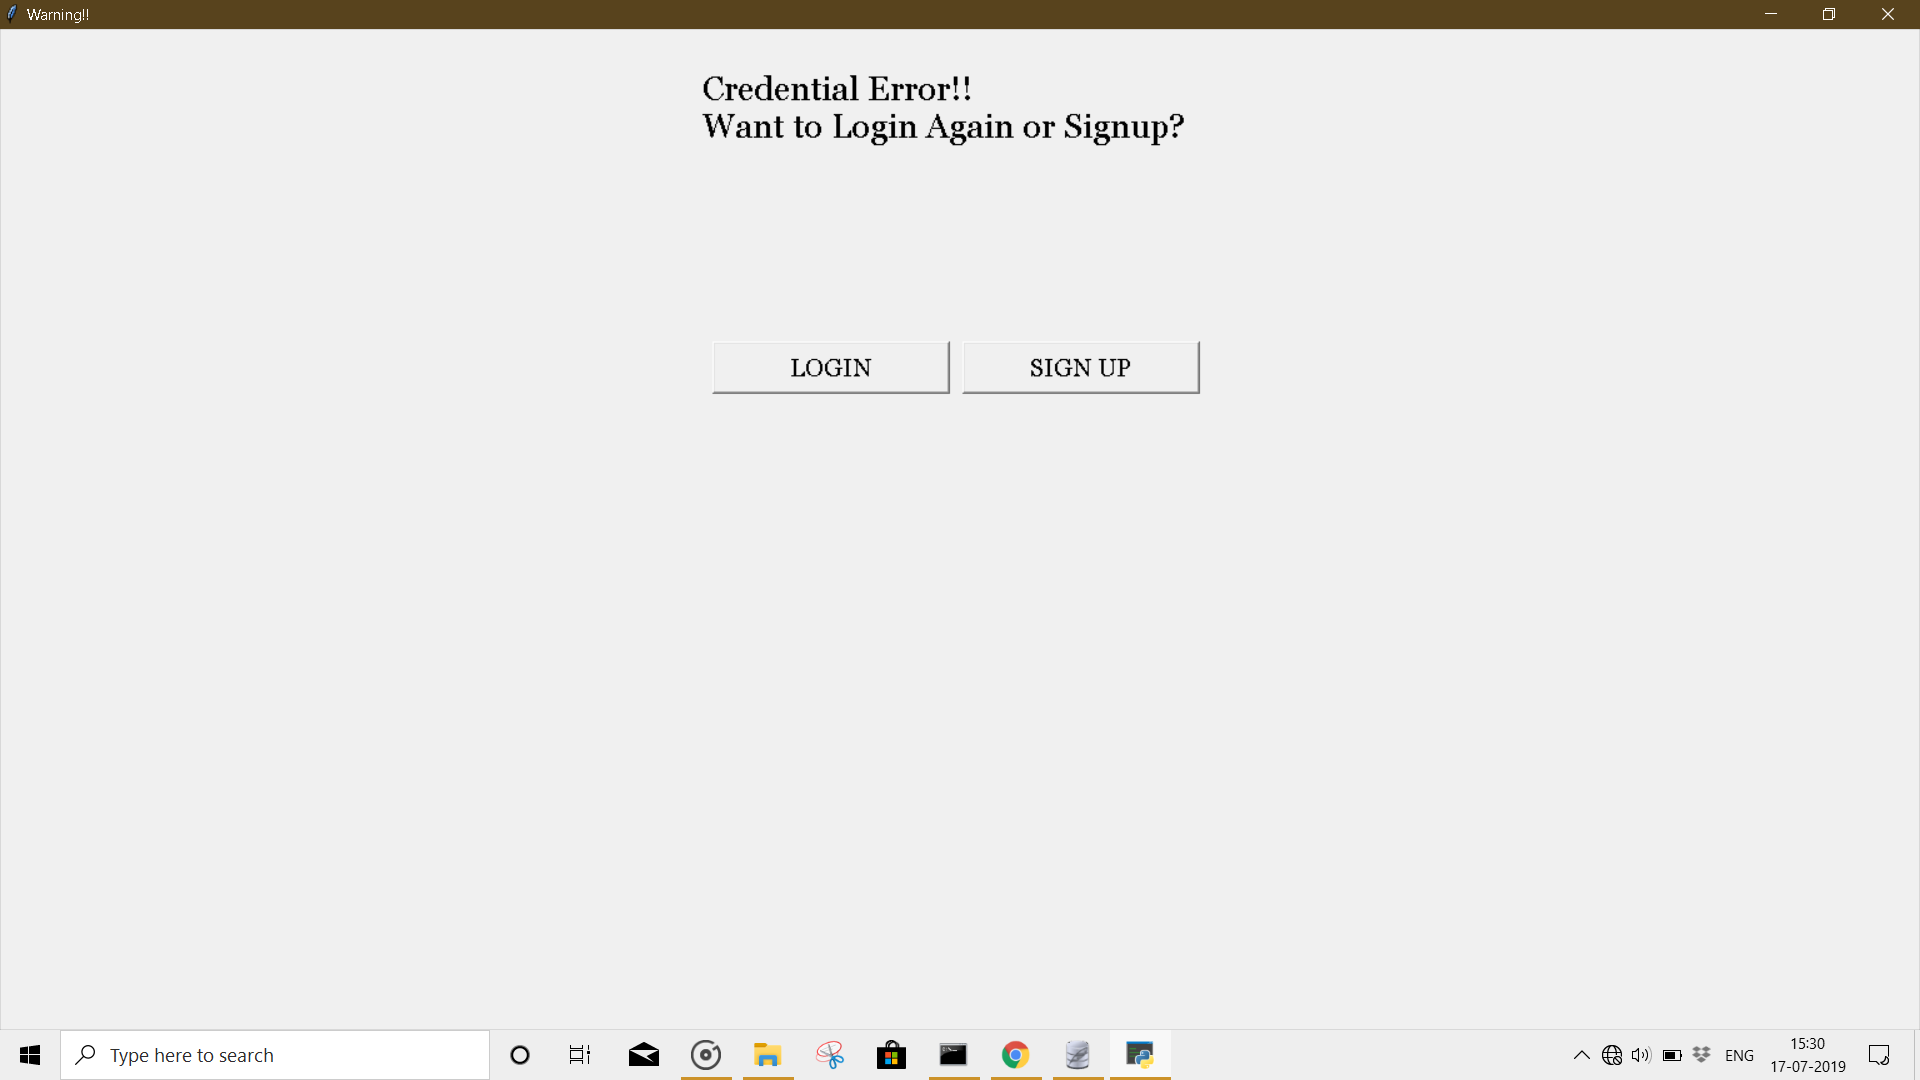 Warning!!
Credential Error!!
Want to Login Again or Signup?
LOGIN
SIGN UP
Type here to search
ENG
15:30
17-07-2019